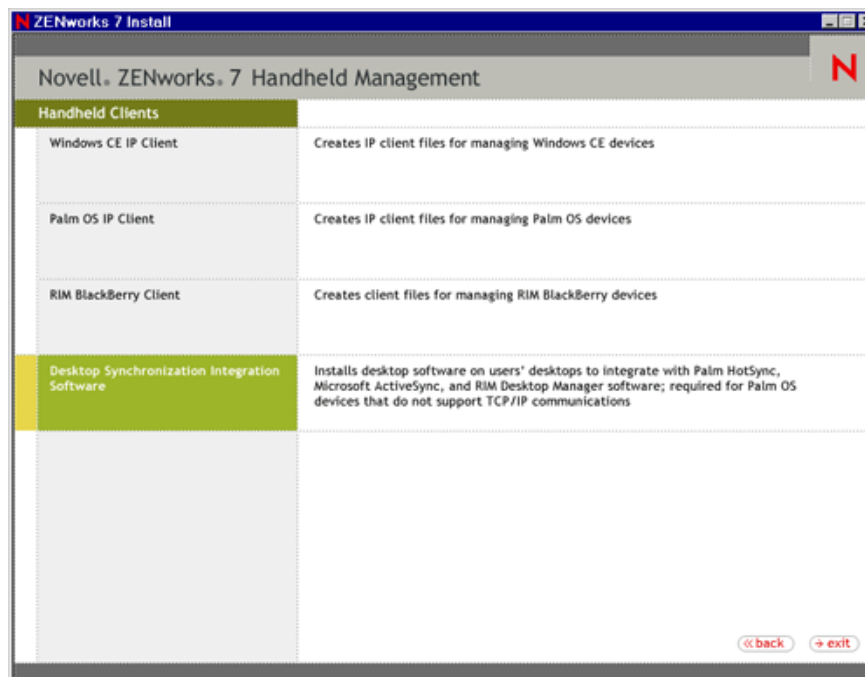 N ZENworks 7 Install
N
Novell. ZENworks. 7 Handheld Management
Handheld Clients
Windows CE IP Client
Creates IP client files for managing Windows CE devices
Palm OS IP Client
Creates IP client files for managing Palm OS devices
RIM BlackBerry Client
Creates client files for managing RIM BlackBerry devices
Desktop Synchronization Integration
Software
Installs desktop software on users' desktops to integrate with Palm HotSync,
Microsoft ActiveSync, and RIM Desktop Manager software; required for Palm OS
devices that do not support TCP/IP communications
« back
→ exit